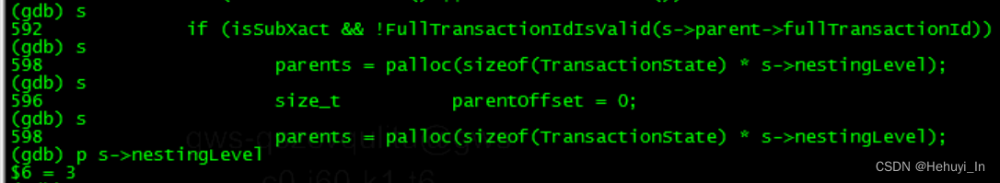 (gdb) s
592 if (isSubXact && !FullTransactionIdIsValid(s->parent->fullTransactionId))
(gdb) s
598 parents = palloc(sizeof(TransactionState) * s->nestingLevel);
(gdb) s
596 size_t parentOffset = 0;
(gdb) s
598 parents = palloc(sizeof(TransactionState) * s->nestingLevel);
(gdb) p s->nestingLevel
$6 = 3
CSDN @Hehuyi_In